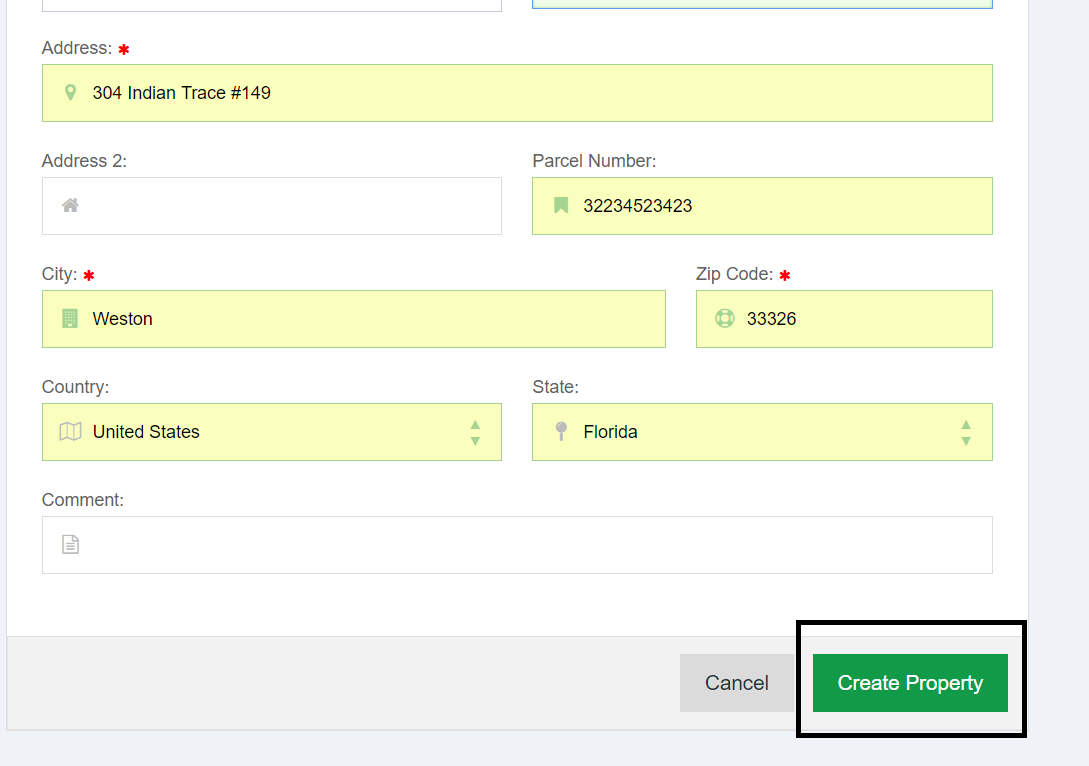 Address: *
304 Indian Trace #149
Address 2:
Parcel Number:
32234523423
City: *
Zip Code: *
Weston
33326
Country:
State:
United States
Florida
Comment:
Cancel
Create Property